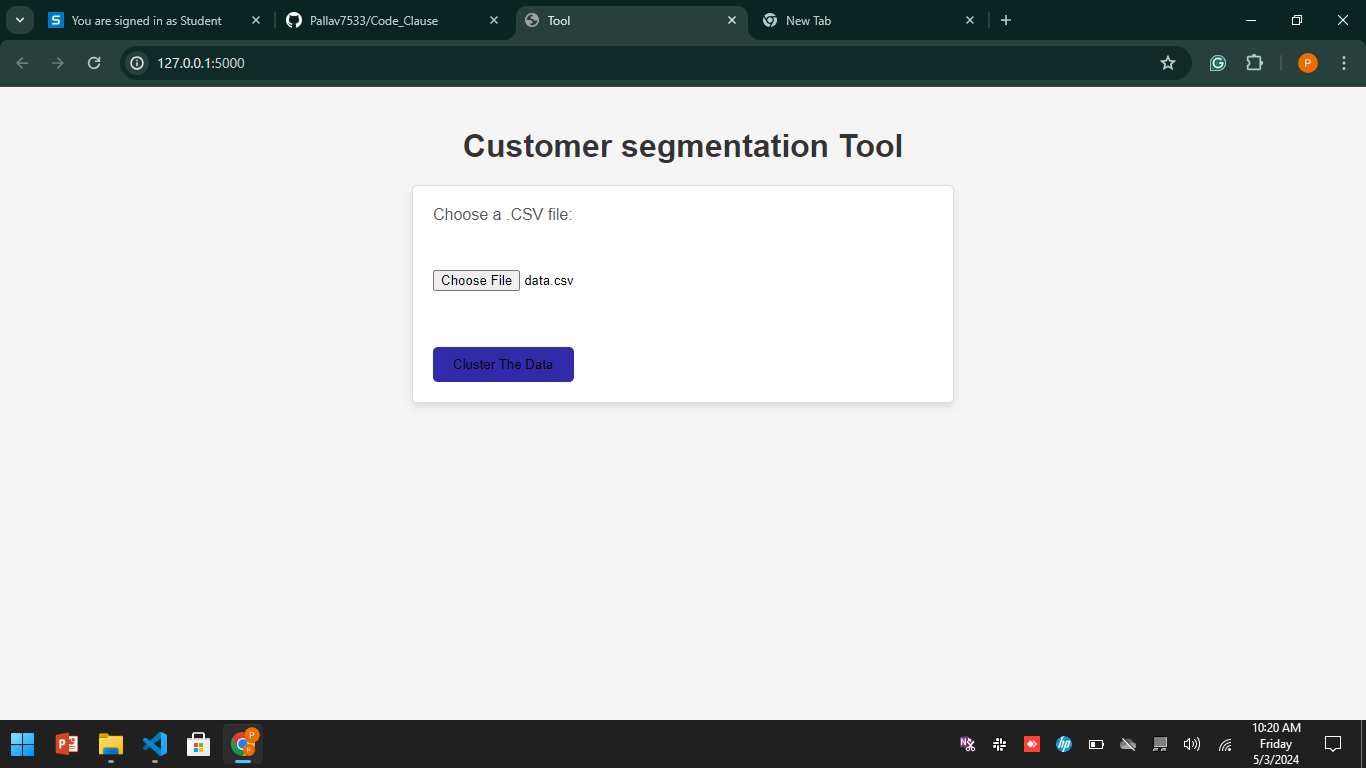 You are signed in as Student
Pallav7533/Code_Clause
Tool
New Tab
127.0.0.1:5000
P
Customer segmentation Tool
Choose a .CSV file:
Choose File data.csv
Cluster The Data
10:20 AM
Friday
5/3/2024